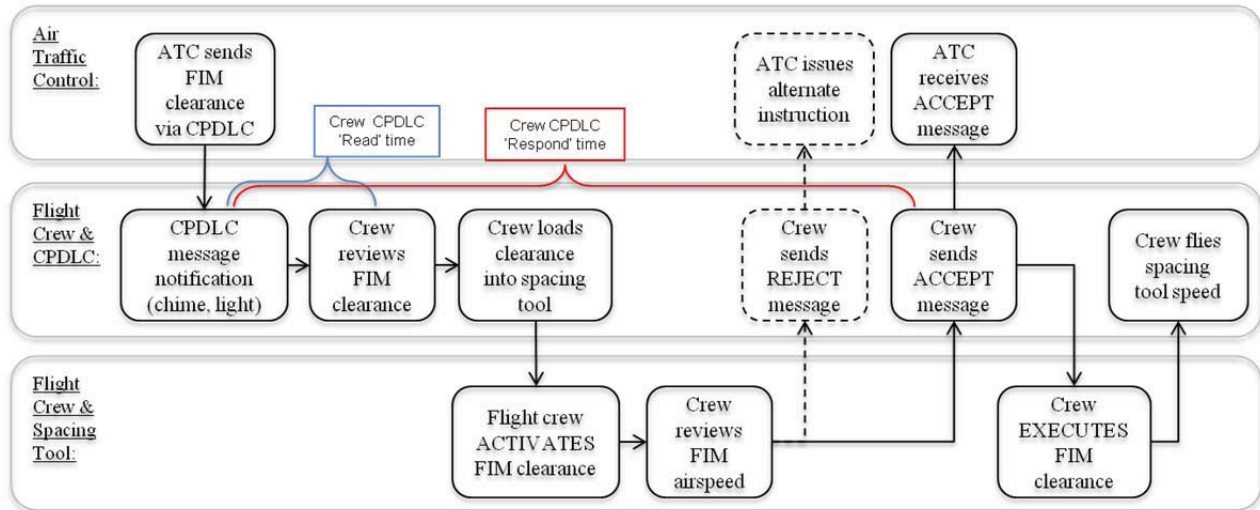 Air
Traffic
Control:
ATC sends
FIM
clearance
via CPDLC
Crew CPDLC
'Read' time
Crew CPDLC
'Respond' time
ATC issues
alternate
instruction
ATC
receives
ACCEPT
message
Flight
Crew &
CPDLC:
CPDLC
message
notification
(chime, light)
Crew
reviews
FIM
clearance
Crew loads
clearance
into spacing
tool
Crew
sends
REJECT
message
Crew
sends
ACCEPT
message
Crew flies
spacing
tool speed
Flight
Crew &
Spacing
Tool:
Flight crew
ACTIVATES
FIM clearance
Crew
reviews
FIM
airspeed
Crew
EXECUTES
FIM
clearance